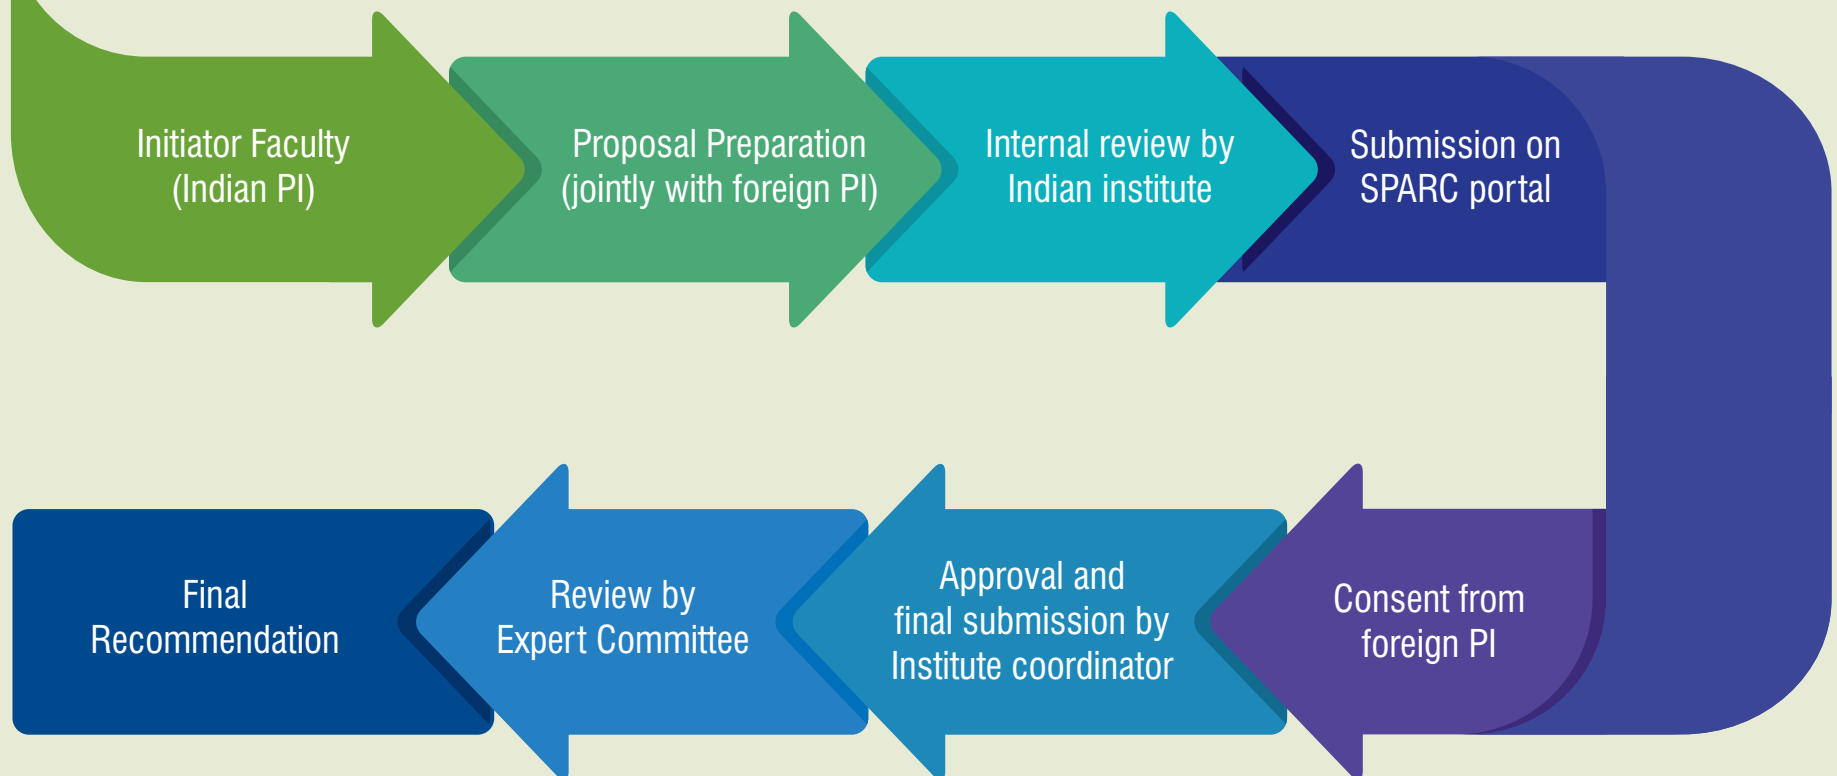 Initiator Faculty
(Indian PI)
Proposal Preparation
(jointly with foreign PI)
Internal review by
Indian institute
Submission on
SPARC portal
Consent from
foreign PI
Approval and
final submission by
Institute coordinator
Review by
Expert Committee
Final
Recommendation